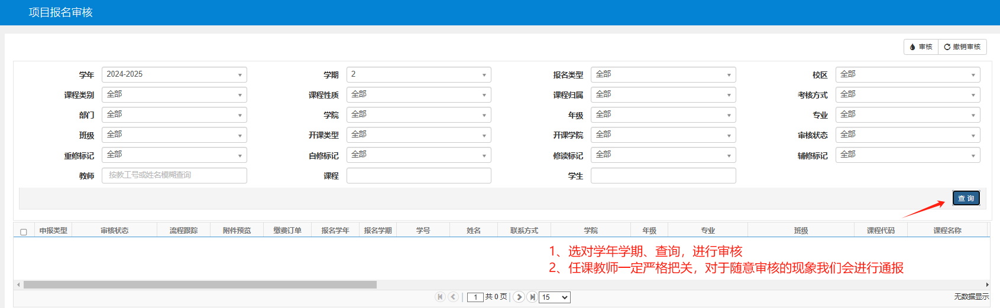 项目报名审核
审核 撤销审核
学年 2024-2025 学期 2 报名类型 全部 校区 全部
课程类别 全部 课程性质 全部 课程归属 全部 考核方式 全部
部门 全部 学院 全部 年级 全部 专业 全部
班级 全部 开课类型 全部 开课学院 全部 审核状态 全部
重修标记 全部 自修标记 全部 修读标记 全部 辅修标记 全部
教师 按教工号或姓名模糊查询 课程 学生
查 询
申报类型 审核状态 流程跟踪 附件预览 缴费订单 报名学年 报名学期 学号 姓名 联系方式 学院 年级 专业 班级 课程代码 课程名称
1、选对学年学期、查询，进行审核
2、任课教师一定严格把关，对于随意审核的现象我们会进行通报
1 共 0 页 15 无数据显示